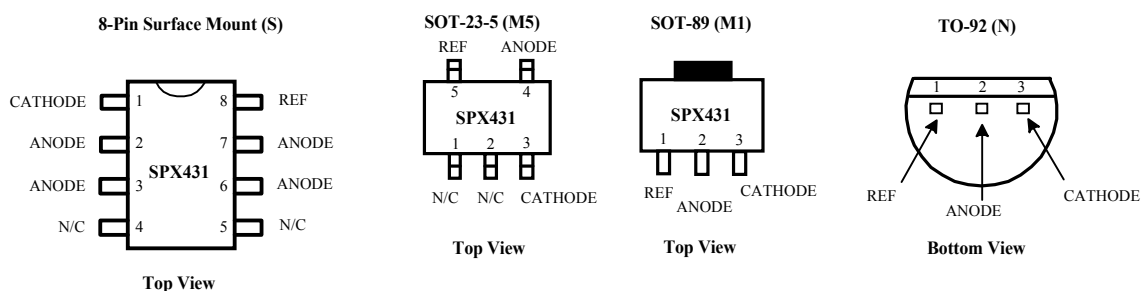 8-Pin Surface Mount (S)
CATHODE 1 8 REF
ANODE 2 7 ANODE
SPX431
ANODE 3 6 ANODE
N/C 4 5 N/C
Top View
SOT-23-5 (M5)
REF ANODE
5 4
SPX431
1 2 3
N/C N/C CATHODE
Top View
SOT-89 (M1)
SPX431
1 2 3
REF ANODE CATHODE
Top View
TO-92 (N)
1 2 3
REF ANODE CATHODE
Bottom View